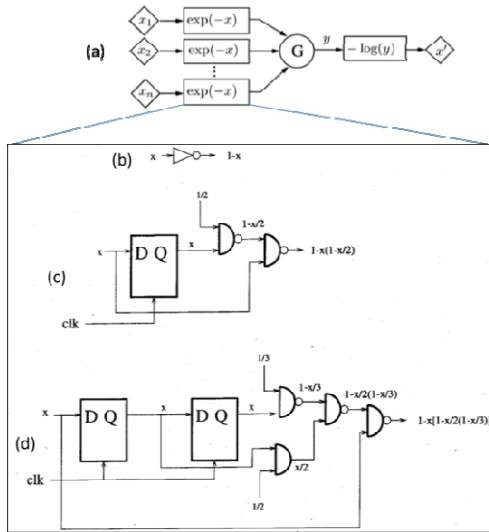 x1 exp(−x)
y
(a) x2 exp(−x) G − log(y) x'
⋮
xn exp(−x)
(b) x 1-x
1/2
1-x/2
x D Q x 1-x(1-x/2)
(c)
clk
1/3
1-x/3 1-x/2(1-x/3)
x D Q x D Q x 1-x[1-x/2(1-x/3)]
(d) x/2
clk
1/2